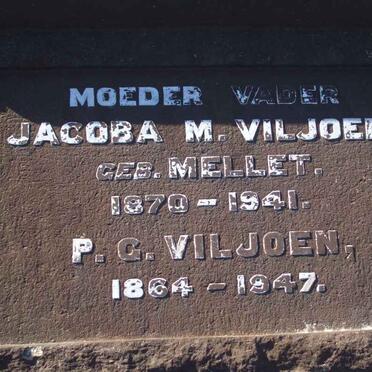 MOEDER VADER
JACOBA M. VILJOEN
GEB. MELLET.
1870 - 1941.
P. G. VILJOEN,
1864 - 1947.